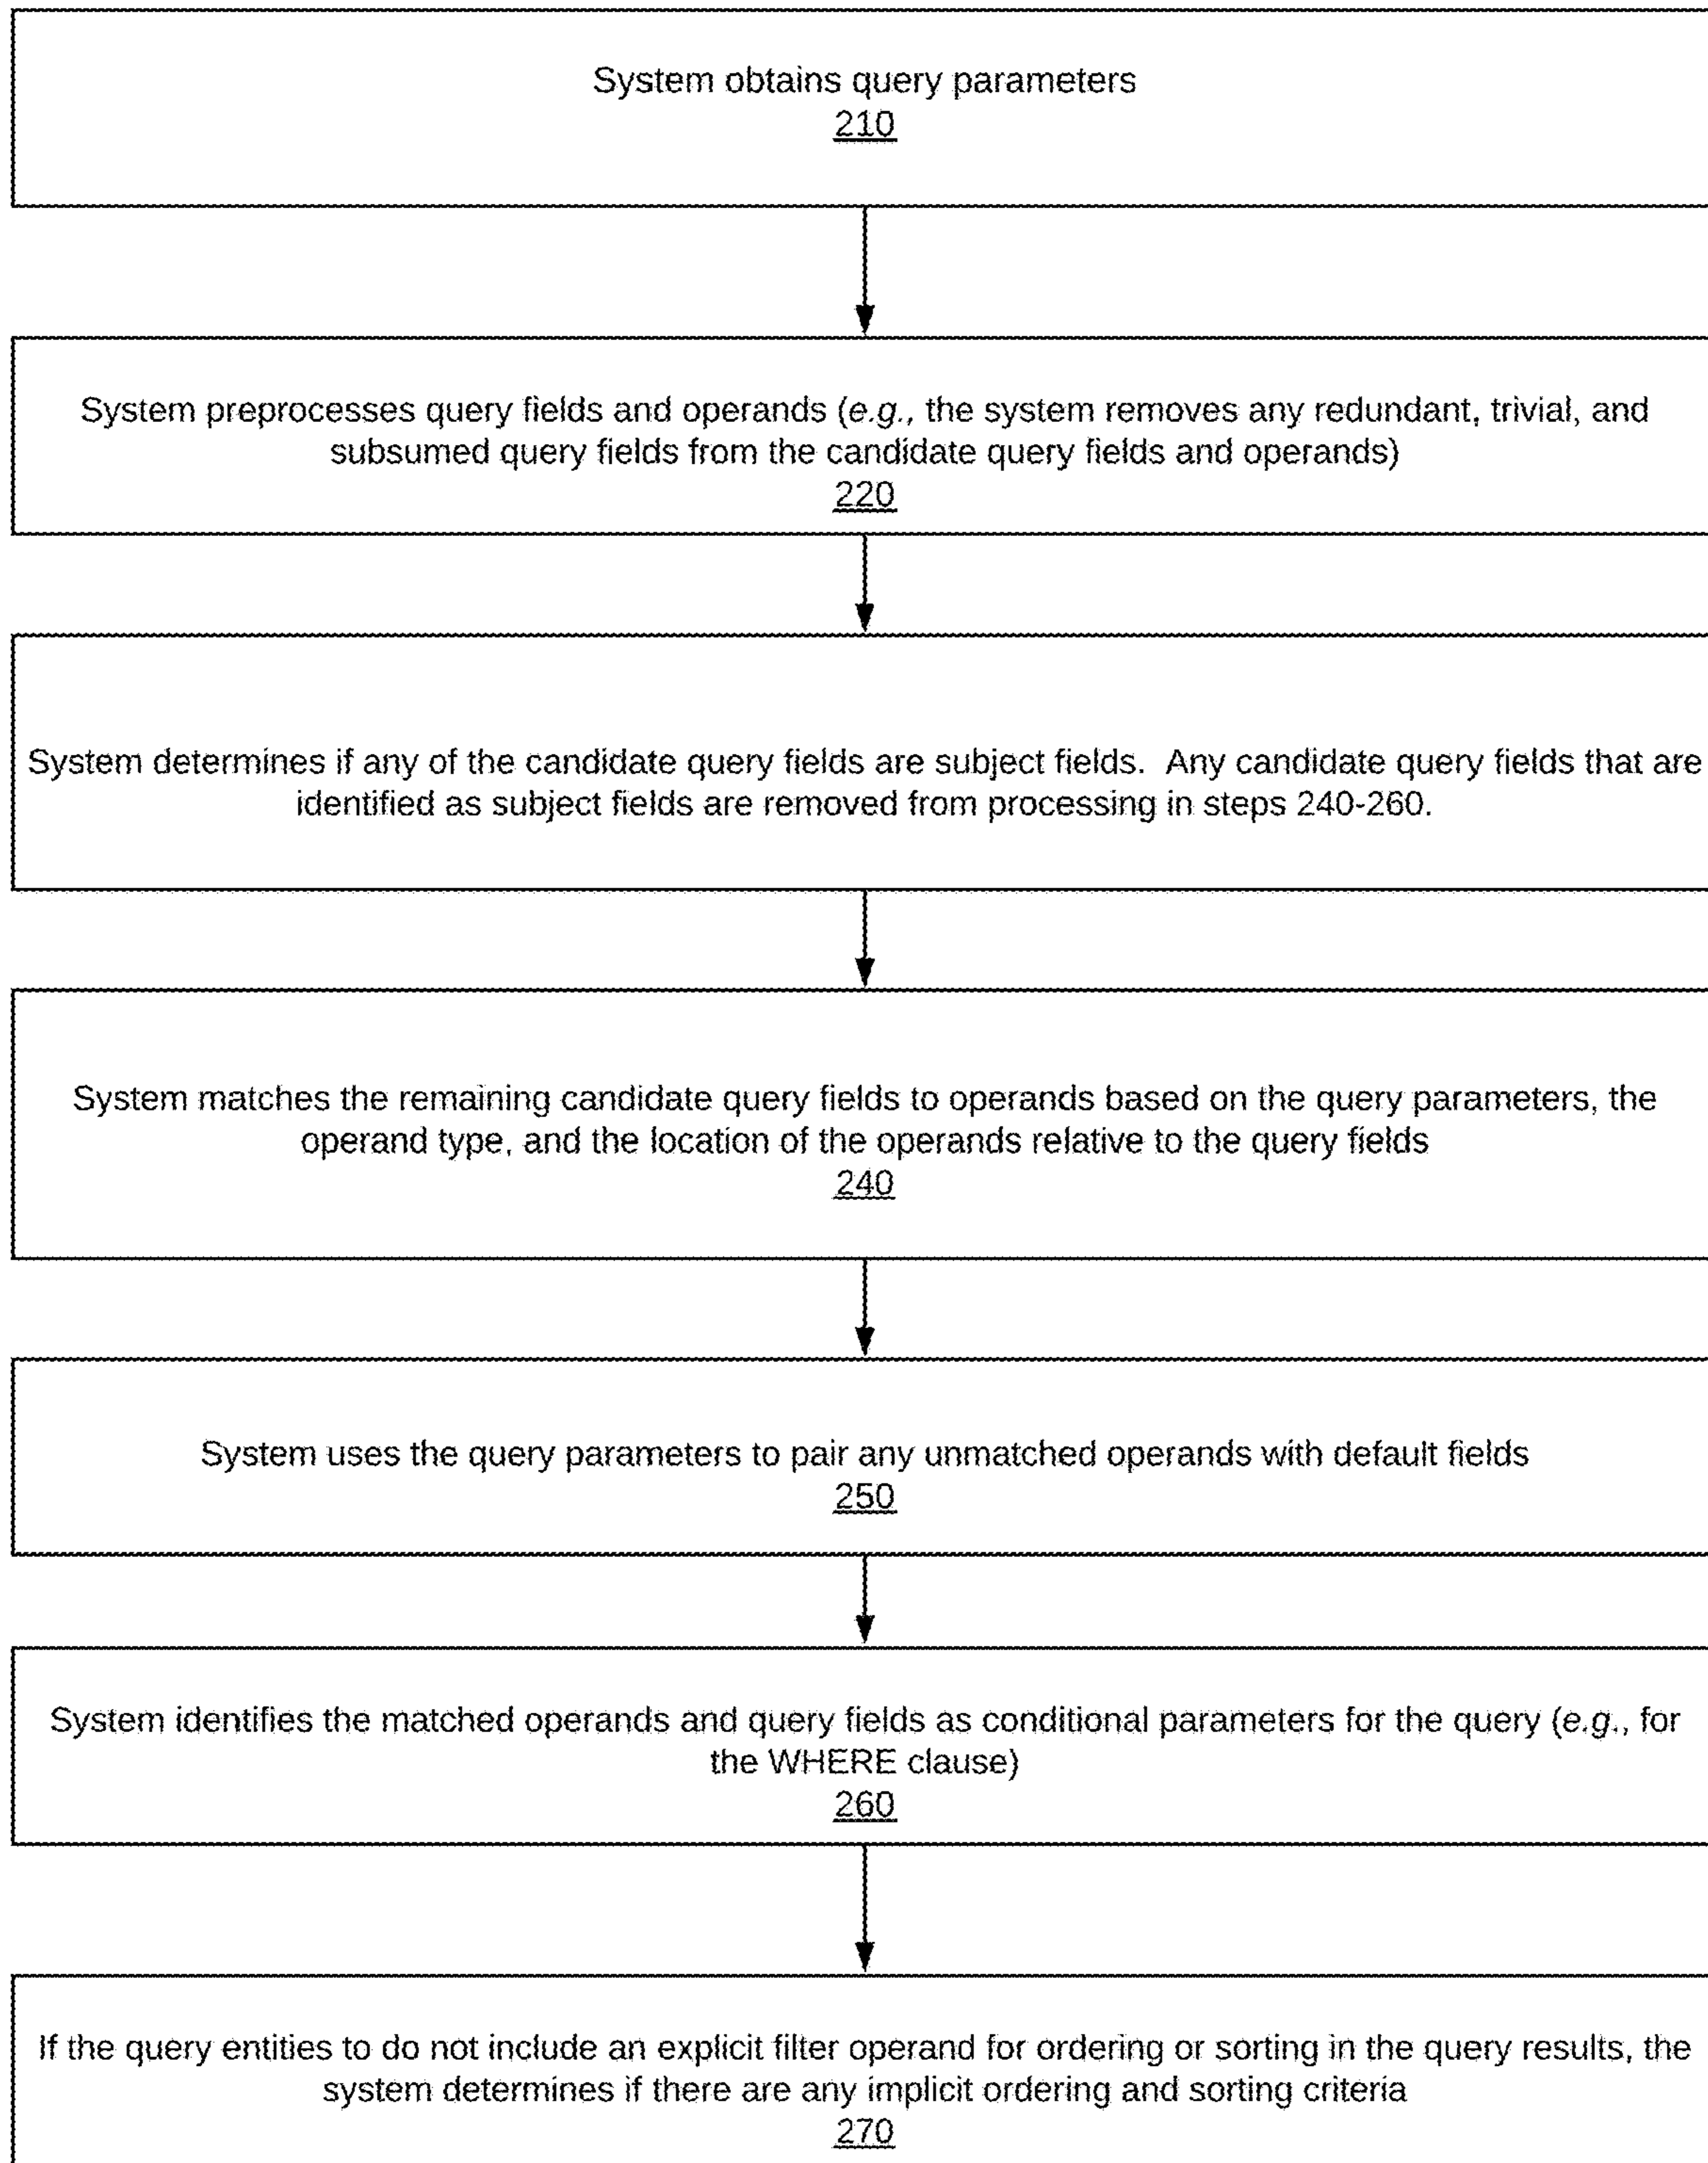 System obtains query parameters
210
System preprocesses query fields and operands (e.g., the system removes any redundant, trivial, and
subsumed query fields from the candidate query fields and operands)
220
System determines if any of the candidate query fields are subject fields.  Any candidate query fields that are
identified as subject fields are removed from processing in steps 240-260.
System matches the remaining candidate query fields to operands based on the query parameters, the
operand type, and the location of the operands relative to the query fields
240
System uses the query parameters to pair any unmatched operands with default fields
250
System identifies the matched operands and query fields as conditional parameters for the query (e.g., for
the WHERE clause)
260
If the query entities to do not include an explicit filter operand for ordering or sorting in the query results, the
system determines if there are any implicit ordering and sorting criteria
270